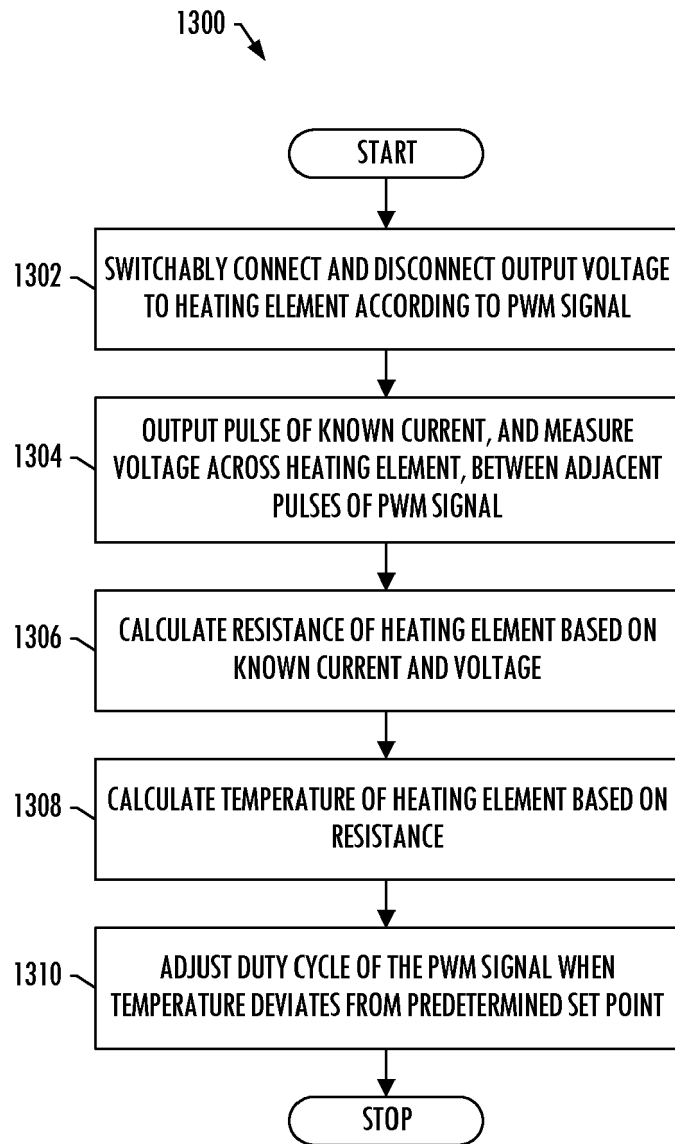 1300
START
1302
SWITCHABLY CONNECT AND DISCONNECT OUTPUT VOLTAGE
TO HEATING ELEMENT ACCORDING TO PWM SIGNAL
1304
OUTPUT PULSE OF KNOWN CURRENT, AND MEASURE
VOLTAGE ACROSS HEATING ELEMENT, BETWEEN ADJACENT
PULSES OF PWM SIGNAL
1306
CALCULATE RESISTANCE OF HEATING ELEMENT BASED ON
KNOWN CURRENT AND VOLTAGE
1308
CALCULATE TEMPERATURE OF HEATING ELEMENT BASED ON
RESISTANCE
1310
ADJUST DUTY CYCLE OF THE PWM SIGNAL WHEN
TEMPERATURE DEVIATES FROM PREDETERMINED SET POINT
STOP